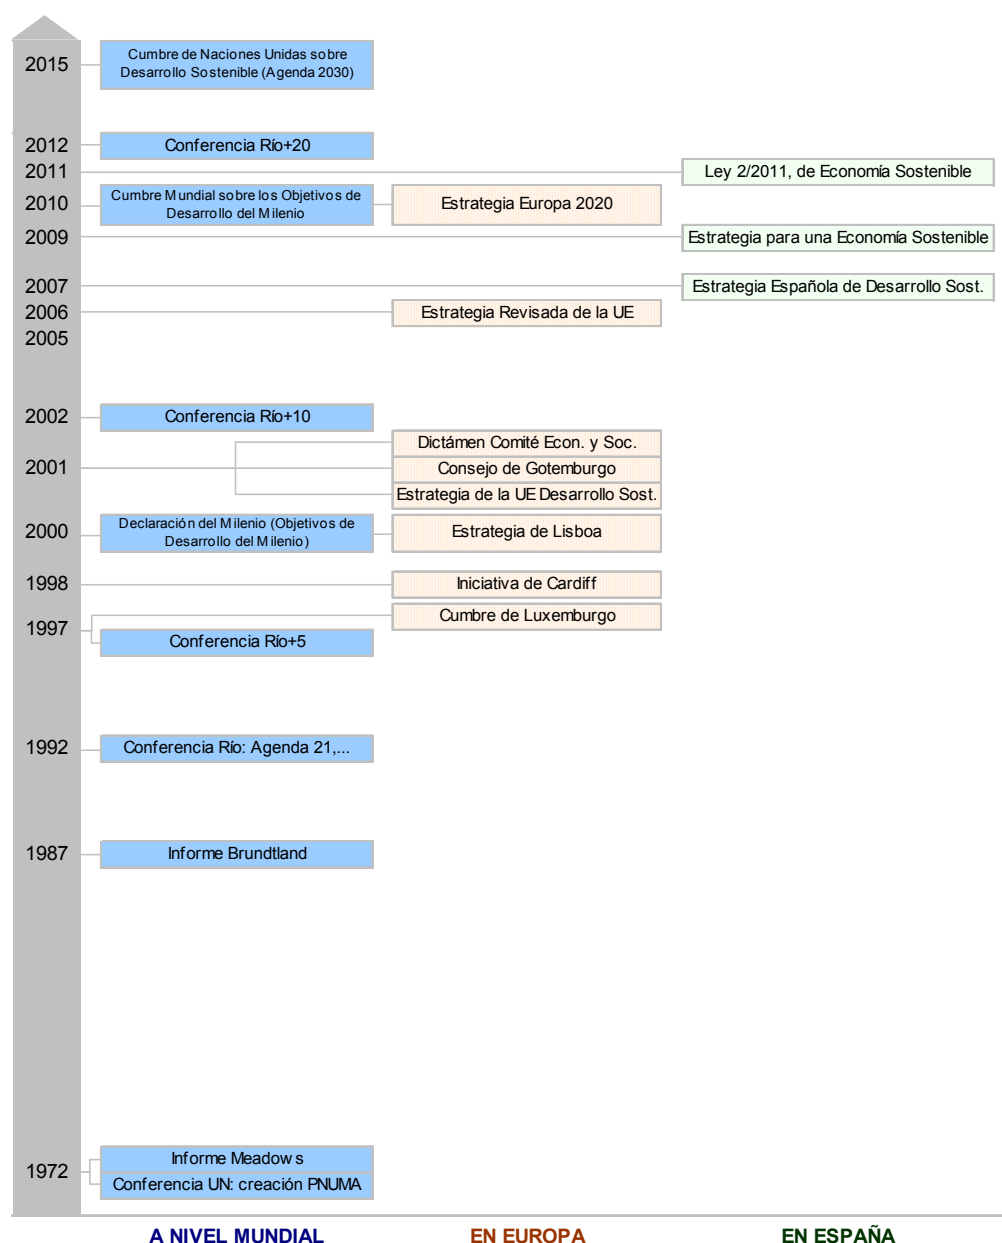 2015
Cumbre de Naciones Unidas sobre
Desarrollo Sostenible (Agenda 2030)
2012
Conferencia Río+20
2011
Ley 2/2011, de Economía Sostenible
2010
Cumbre Mundial sobre los Objetivos de
Desarrollo del Milenio
Estrategia Europa 2020
2009
Estrategia para una Economía Sostenible
2007
Estrategia Española de Desarrollo Sost.
2006
Estrategia Revisada de la UE
2005
2002
Conferencia Río+10
2001
Dictámen Comité Econ. y Soc.
Consejo de Gotemburgo
Estrategia de la UE Desarrollo Sost.
2000
Declaración del Milenio (Objetivos de
Desarrollo del Milenio)
Estrategia de Lisboa
1998
Iniciativa de Cardiff
1997
Cumbre de Luxemburgo
Conferencia Río+5
1992
Conferencia Río: Agenda 21,...
1987
Informe Brundtland
1972
Informe Meadows
Conferencia UN: creación PNUMA
A NIVEL MUNDIAL
EN EUROPA
EN ESPAÑA